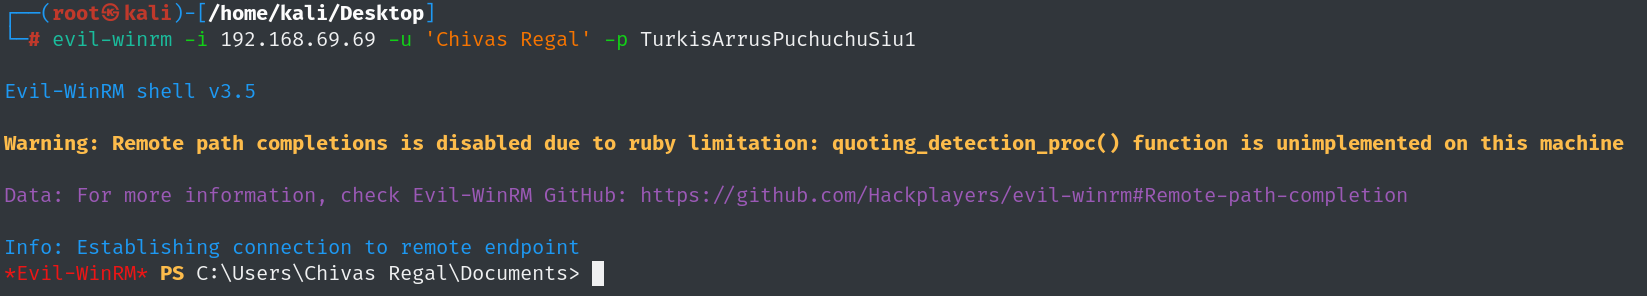 ┌──(root㉿kali)-[/home/kali/Desktop]
└─# evil-winrm -i 192.168.69.69 -u 'Chivas Regal' -p TurkisArrusPuchuchuSiu1
Evil-WinRM shell v3.5
Warning: Remote path completions is disabled due to ruby limitation: quoting_detection_proc() function is unimplemented on this machine
Data: For more information, check Evil-WinRM GitHub: https://github.com/Hackplayers/evil-winrm#Remote-path-completion
Info: Establishing connection to remote endpoint
*Evil-WinRM* PS C:\Users\Chivas Regal\Documents>